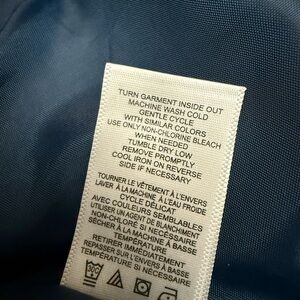 TURN GARMENT INSIDE OUT
MACHINE WASH COLD
GENTLE CYCLE
WITH SIMILAR COLORS
USE ONLY NON-CHLORINE BLEACH
WHEN NEEDED
TUMBLE DRY LOW
REMOVE PROMPTLY
COOL IRON ON REVERSE
SIDE IF NECESSARY
TOURNER LE VÊTEMENT À L'ENVERS
LAVER À LA MACHINE À L'EAU FROIDE
CYCLE DÉLICAT
AVEC COULEURS SEMBLABLES
UTILISER UN AGENT DE BLANCHIMENT
NON-CHLORÉ SI NÉCESSAIRE
SÉCHER À LA MACHINE À BASSE
TEMPÉRATURE
RETIRER IMMÉDIATEMENT
REPASSER SUR L'ENVERS À BASSE
TEMPÉRATURE SI NÉCESSAIRE
30C